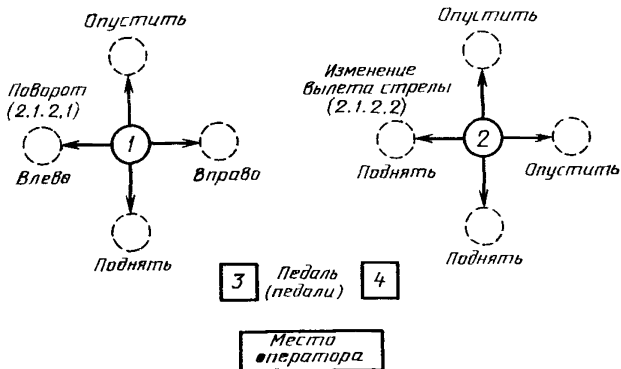 Опустить
Поворот
(2.1.2.1)
1
Влево
Вправо
Поднять
Опустить
Изменение
вылета стрелы
(2.1.2.2)
2
Поднять
Опустить
Поднять
3
Педаль
(педали)
4
Место
оператора